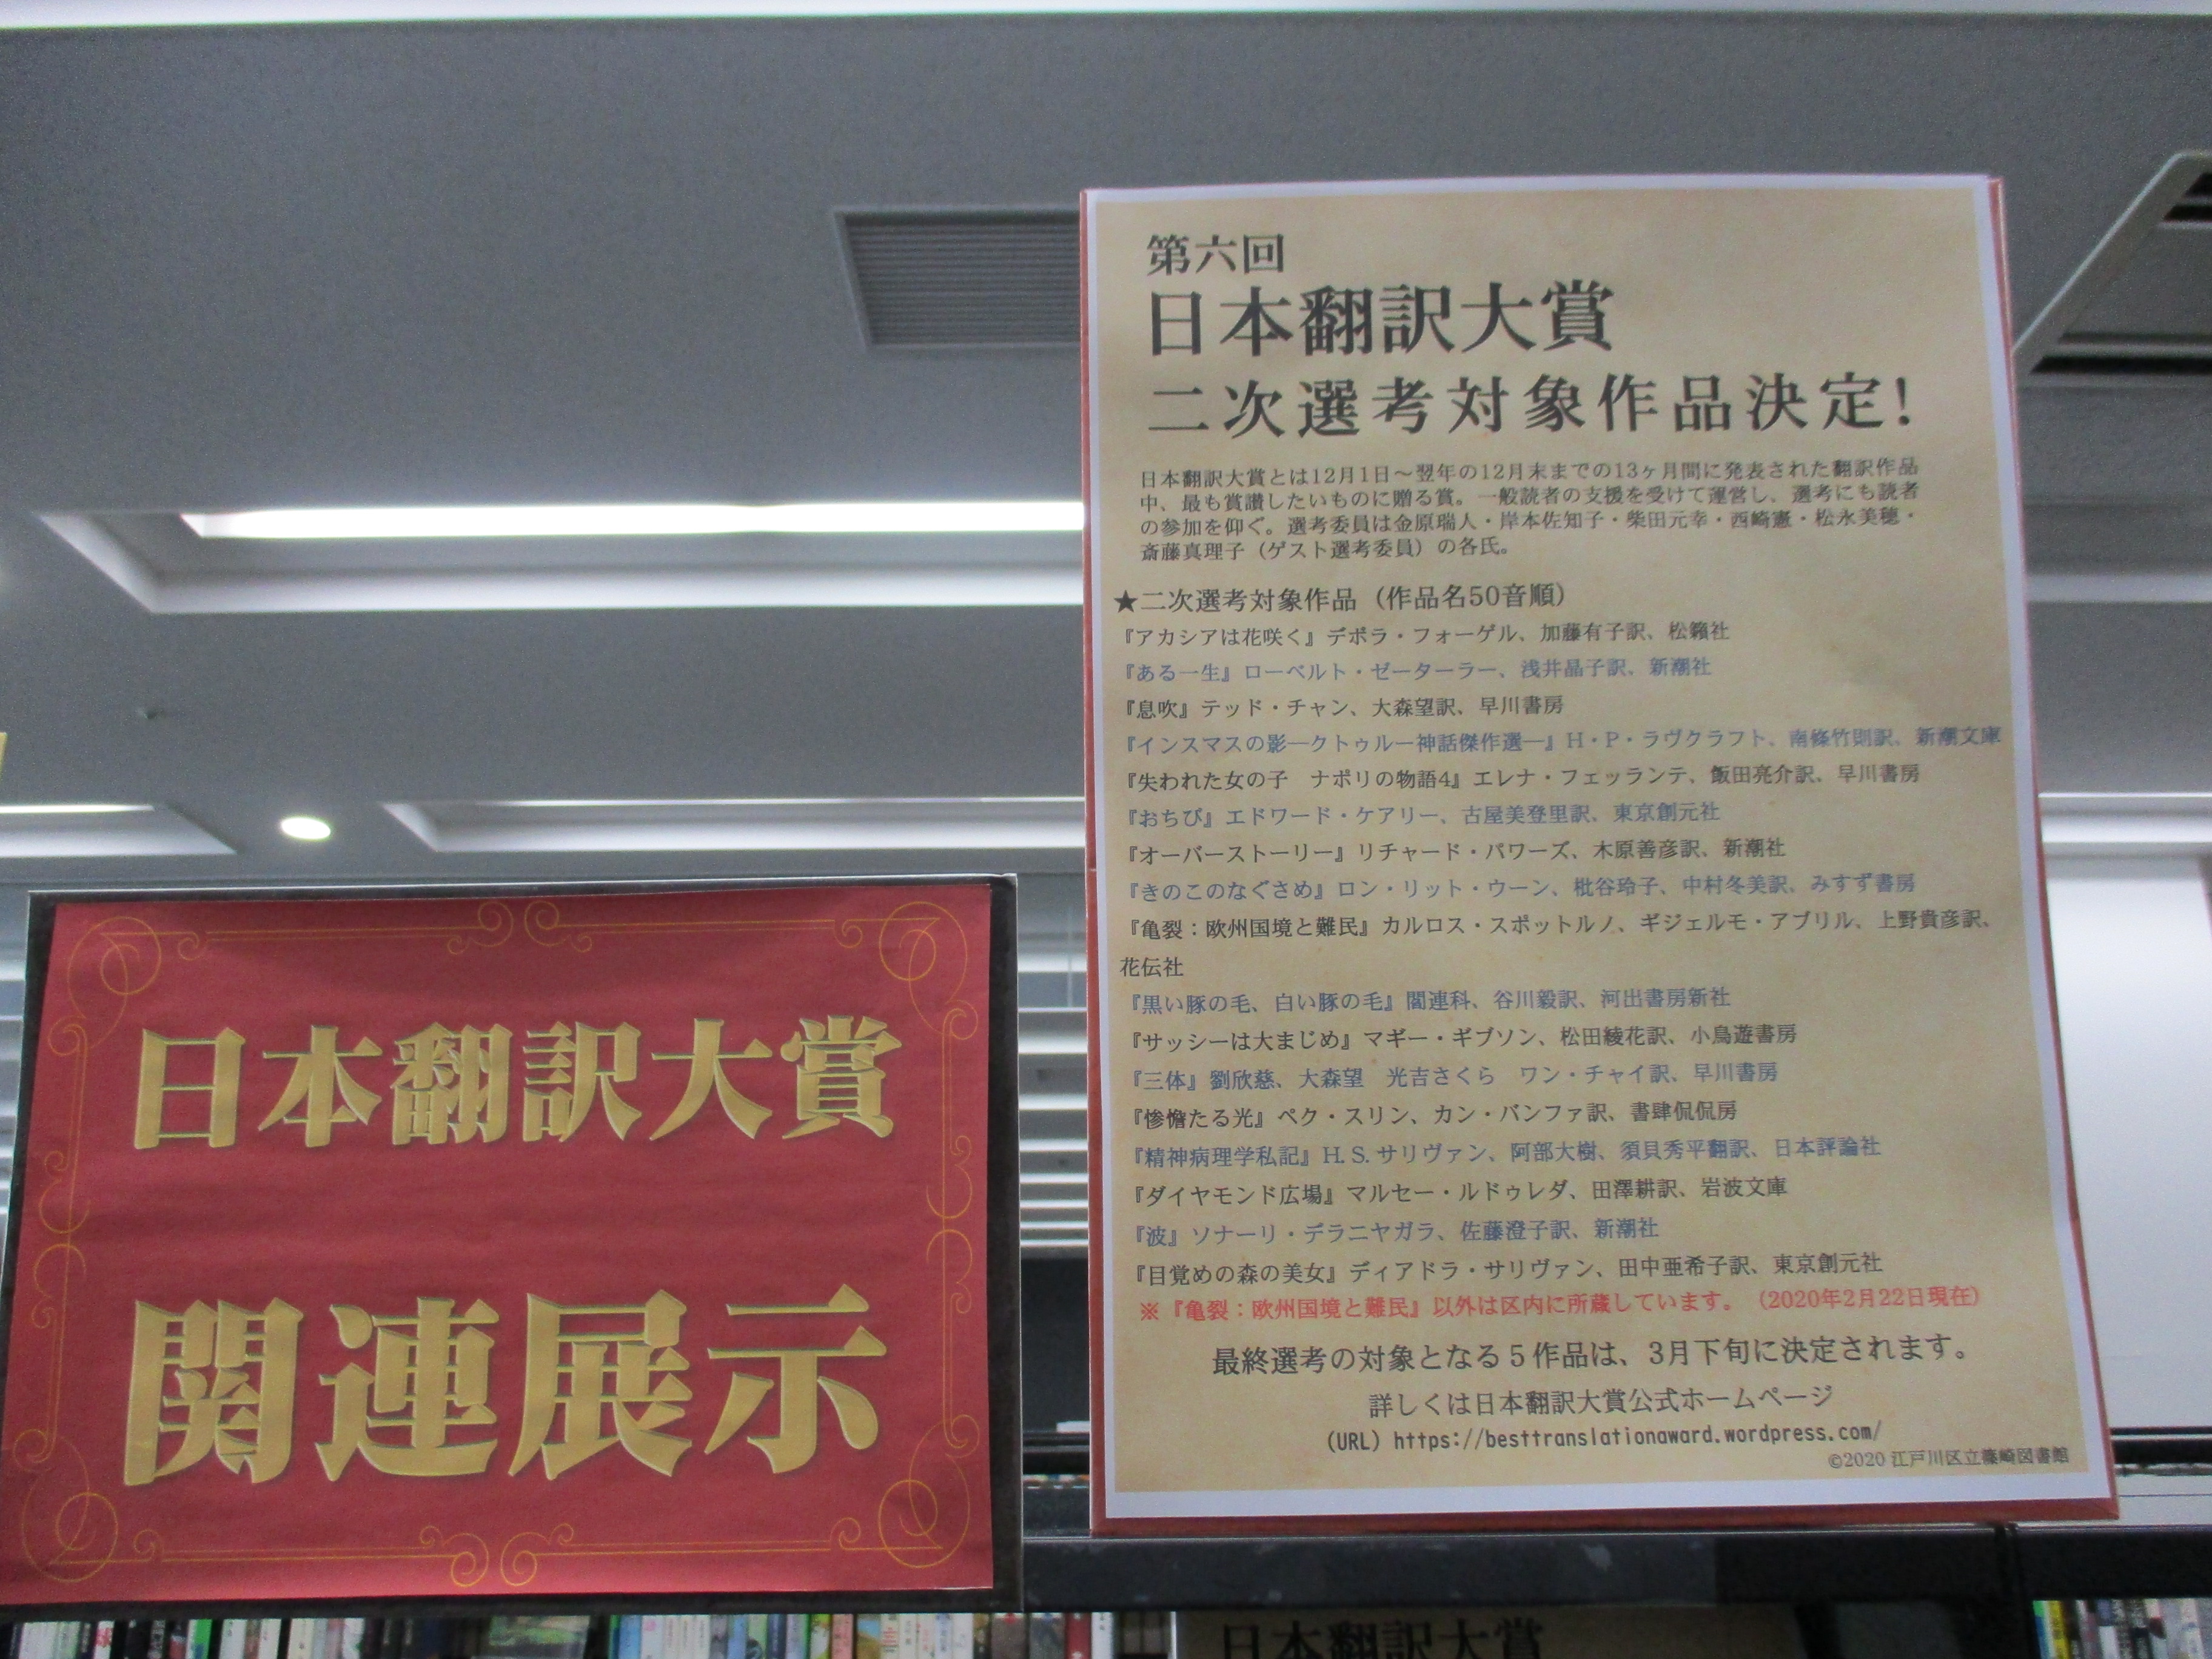 第六回
日本翻訳大賞
二次選考対象作品決定!
日本翻訳大賞とは12月1日～翌年の12月末までの13ヶ月間に発表された翻訳作品
中、最も賞讃したいものに贈る賞。一般読者の支援を受けて運営し、選考にも読者
の参加を仰ぐ。選考委員は金原瑞人・岸本佐知子・柴田元幸・西崎憲・松永美穂・
斎藤真理子（ゲスト選考委員）の各氏。
★二次選考対象作品（作品名50音順）
『アカシアは花咲く』デボラ・フォーゲル、加藤有子訳、松籟社
『ある一生』ローベルト・ゼーターラー、浅井晶子訳、新潮社
『息吹』テッド・チャン、大森望訳、早川書房
『インスマスの影―クトゥルー神話傑作選―』H・P・ラヴクラフト、南條竹則訳、新潮文庫
『失われた女の子　ナポリの物語4』エレナ・フェッランテ、飯田亮介訳、早川書房
『おちび』エドワード・ケアリー、古屋美登里訳、東京創元社
『オーバーストーリー』リチャード・パワーズ、木原善彦訳、新潮社
『きのこのなぐさめ』ロン・リット・ウーン、枇谷玲子、中村冬美訳、みすず書房
『亀裂：欧州国境と難民』カルロス・スポットルノ、ギジェルモ・アブリル、上野貴彦訳、
花伝社
『黒い豚の毛、白い豚の毛』閻連科、谷川毅訳、河出書房新社
『サッシーは大まじめ』マギー・ギブソン、松田綾花訳、小鳥遊書房
『三体』劉欣慈、大森望　光吉さくら　ワン・チャイ訳、早川書房
『惨憺たる光』ペク・スリン、カン・バンファ訳、書肆侃侃房
『精神病理学私記』H.S.サリヴァン、阿部大樹、須貝秀平翻訳、日本評論社
『ダイヤモンド広場』マルセー・ルドゥレダ、田澤耕訳、岩波文庫
『波』ソナーリ・デラニヤガラ、佐藤澄子訳、新潮社
『目覚めの森の美女』ディアドラ・サリヴァン、田中亜希子訳、東京創元社
※『亀裂：欧州国境と難民』以外は区内に所蔵しています。（2020年2月22日現在）
最終選考の対象となる５作品は、3月下旬に決定されます。
詳しくは日本翻訳大賞公式ホームページ
（URL）https://besttranslationaward.wordpress.com/
©2020 江戸川区立篠崎図書館
日本翻訳大賞
関連展示
日本翻訳大賞